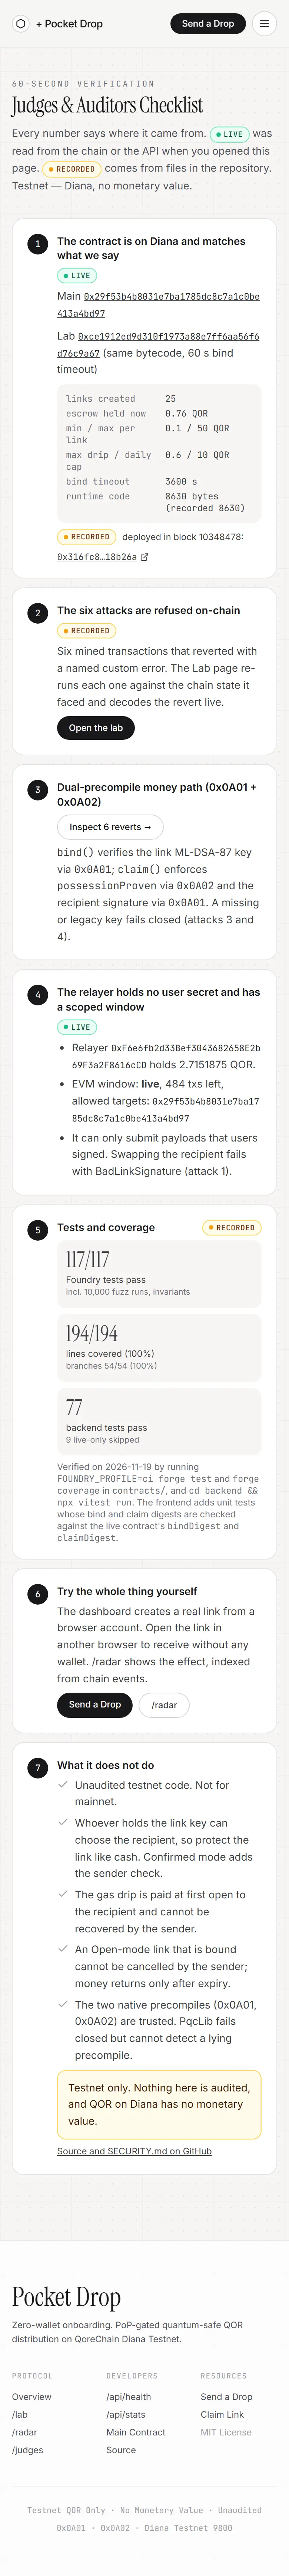 + Pocket Drop
Send a Drop
60-SECOND VERIFICATION
Judges & Auditors Checklist
Every number says where it came from. LIVE was
read from the chain or the API when you opened this
page. RECORDED comes from files in the repository.
Testnet — Diana, no monetary value.
1
The contract is on Diana and matches
what we say
LIVE
Main 0x29f53b4b8031e7ba1785dc8c7a1c0be
413a4bd97
Lab 0xce1912ed9d310f1973a88e7ff6aa56f6
d76c9a67 (same bytecode, 60 s bind
timeout)
links created 25
escrow held now 0.76 QOR
min / max per 0.1 / 50 QOR
link
max drip / daily 0.6 / 10 QOR
cap
bind timeout 3600 s
runtime code 8630 bytes
(recorded 8630)
RECORDED deployed in block 10348478:
0x316fc8…18b26a
2
The six attacks are refused on-chain
RECORDED
Six mined transactions that reverted with
a named custom error. The Lab page re-
runs each one against the chain state it
faced and decodes the revert live.
Open the lab
3
Dual-precompile money path (0x0A01 +
0x0A02)
Inspect 6 reverts →
bind() verifies the link ML-DSA-87 key
via 0x0A01; claim() enforces
possessionProven via 0x0A02 and the
recipient signature via 0x0A01. A missing
or legacy key fails closed (attacks 3 and
4).
4
The relayer holds no user secret and has
a scoped window
LIVE
• Relayer 0xF6e6fb2d33Bef3043682658E2b
69F3a2F8616cCD holds 2.7151875 QOR.
• EVM window: live, 484 txs left,
allowed targets: 0x29f53b4b8031e7ba17
85dc8c7a1c0be413a4bd97
• It can only submit payloads that users
signed. Swapping the recipient fails
with BadLinkSignature (attack 1).
5
Tests and coverage
RECORDED
117/117
Foundry tests pass
incl. 10,000 fuzz runs, invariants
194/194
lines covered (100%)
branches 54/54 (100%)
77
backend tests pass
9 live-only skipped
Verified on 2026-11-19 by running
FOUNDRY_PROFILE=ci forge test and forge
coverage in contracts/, and cd backend &&
npx vitest run. The frontend adds unit tests
whose bind and claim digests are checked
against the live contract's bindDigest and
claimDigest.
6
Try the whole thing yourself
The dashboard creates a real link from a
browser account. Open the link in
another browser to receive without any
wallet. /radar shows the effect, indexed
from chain events.
Send a Drop
/radar
7
What it does not do
Unaudited testnet code. Not for
mainnet.
Whoever holds the link key can
choose the recipient, so protect the
link like cash. Confirmed mode adds
the sender check.
The gas drip is paid at first open to
the recipient and cannot be
recovered by the sender.
An Open-mode link that is bound
cannot be cancelled by the sender;
money returns only after expiry.
The two native precompiles (0x0A01,
0x0A02) are trusted. PqcLib fails
closed but cannot detect a lying
precompile.
Testnet only. Nothing here is audited,
and QOR on Diana has no monetary
value.
Source and SECURITY.md on GitHub
Pocket Drop
Zero-wallet onboarding. PoP-gated quantum-safe QOR
distribution on QoreChain Diana Testnet.
PROTOCOL DEVELOPERS RESOURCES
Overview /api/health Send a Drop
/lab /api/stats Claim Link
/radar Main Contract MIT License
/judges Source
Testnet QOR Only · No Monetary Value · Unaudited
0x0A01 · 0x0A02 · Diana Testnet 9800